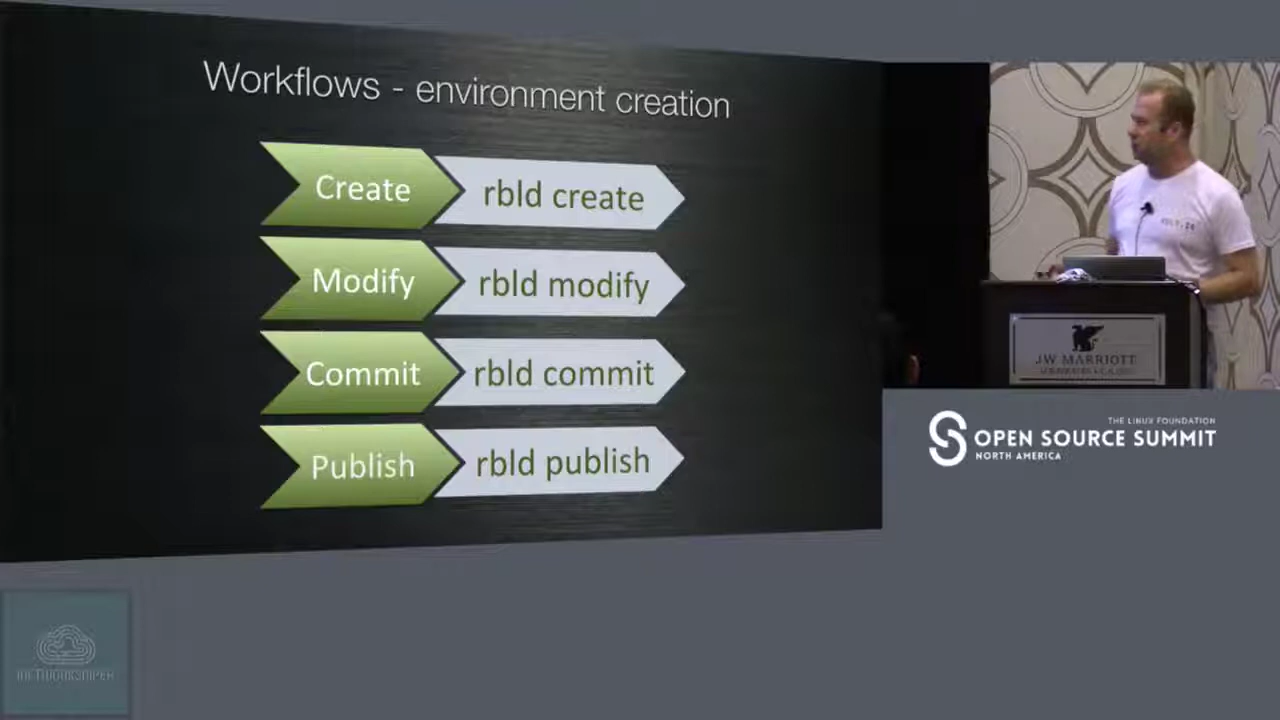 Workflows - environment creation
Create
rbld create
Modify
rbld modify
Commit
rbld commit
Publish
rbld publish
JW MARRIOTT
THE LINUX FOUNDATION
OPEN SOURCE SUMMIT
NORTH AMERICA